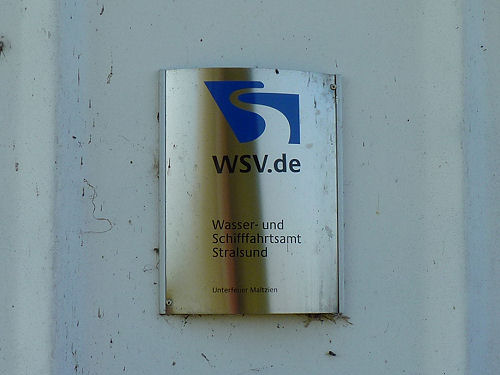 WSV.de
Wasser- und
Schifffahrtsamt
Stralsund
Unterfeuer Maltzien